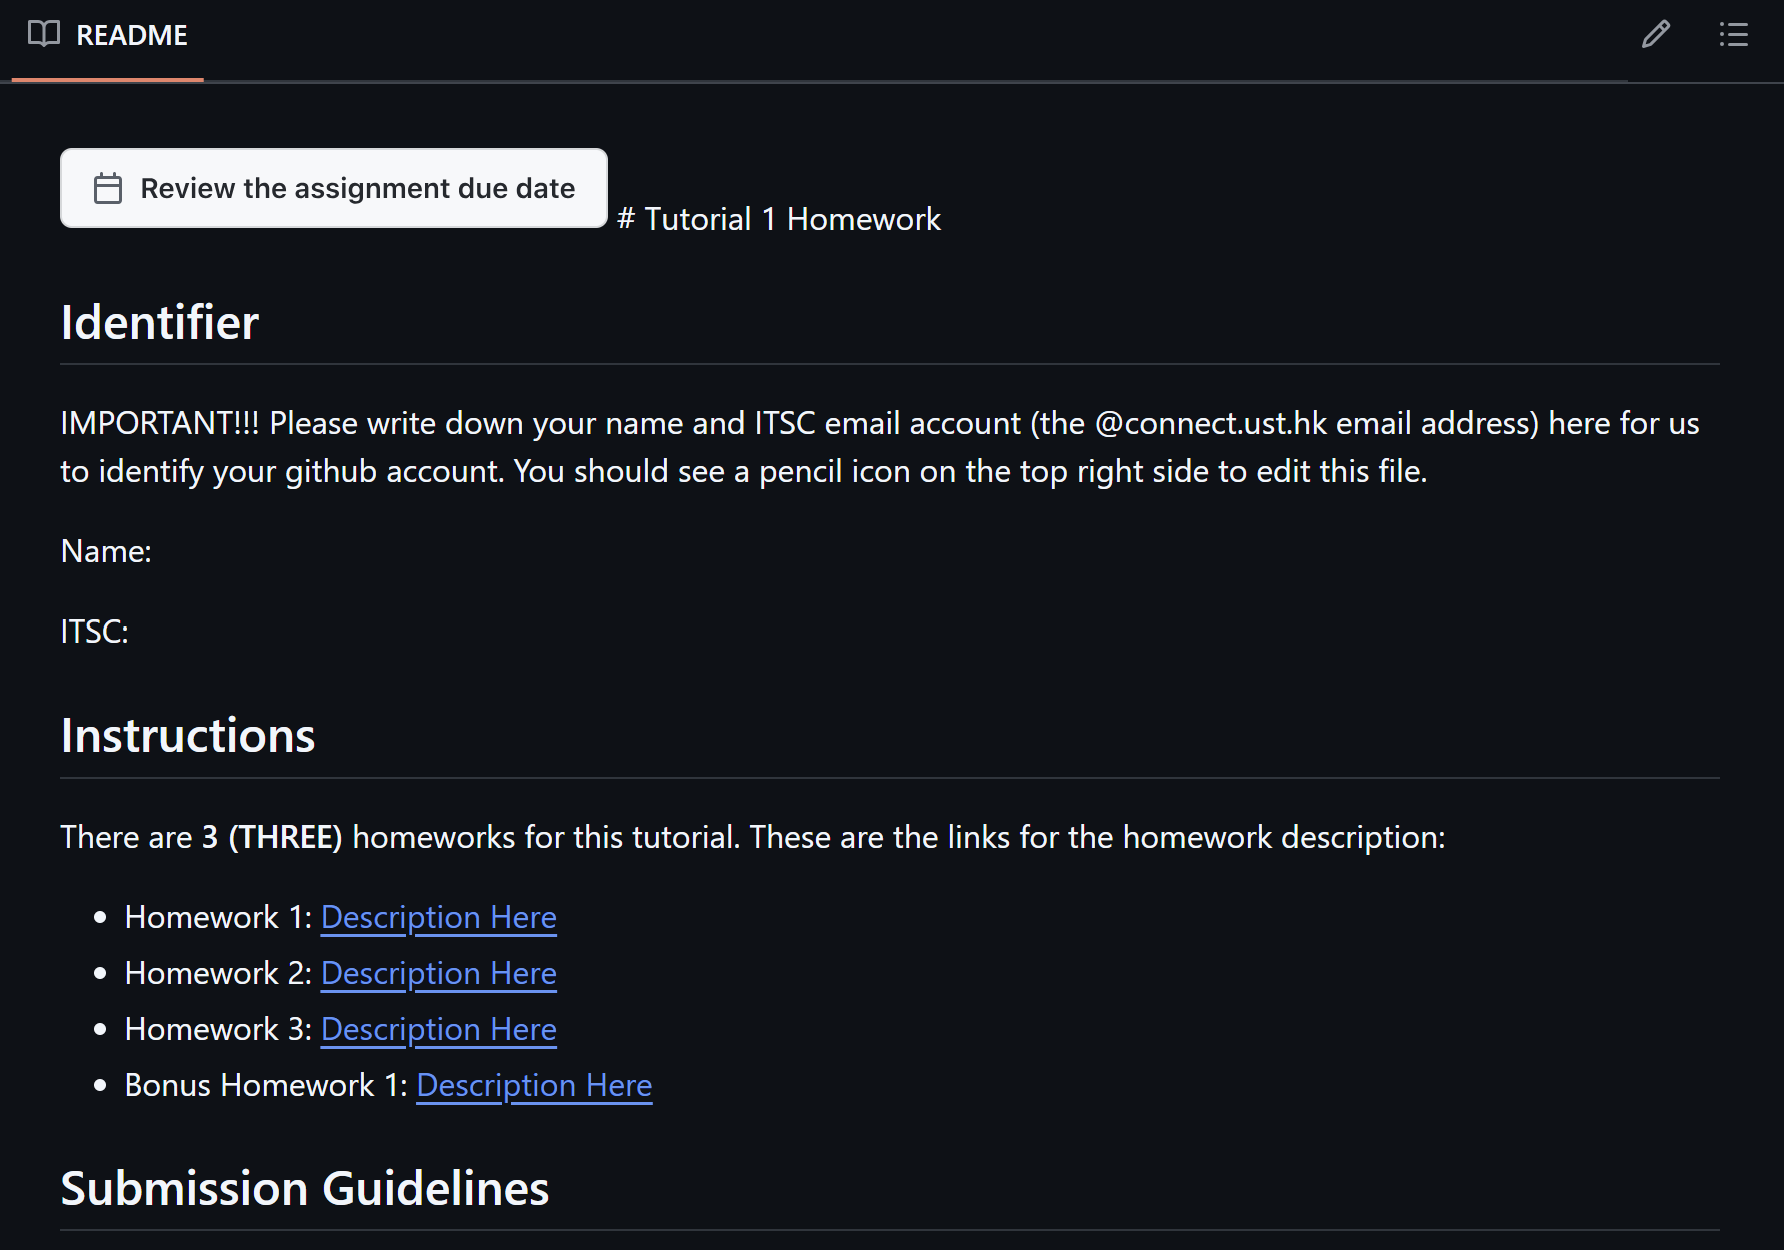 README
Review the assignment due date # Tutorial 1 Homework
Identifier
IMPORTANT!!! Please write down your name and ITSC email account (the @connect.ust.hk email address) here for us
to identify your github account. You should see a pencil icon on the top right side to edit this file.
Name:
ITSC:
Instructions
There are 3 (THREE) homeworks for this tutorial. These are the links for the homework description:
Homework 1: Description Here
Homework 2: Description Here
Homework 3: Description Here
Bonus Homework 1: Description Here
Submission Guidelines